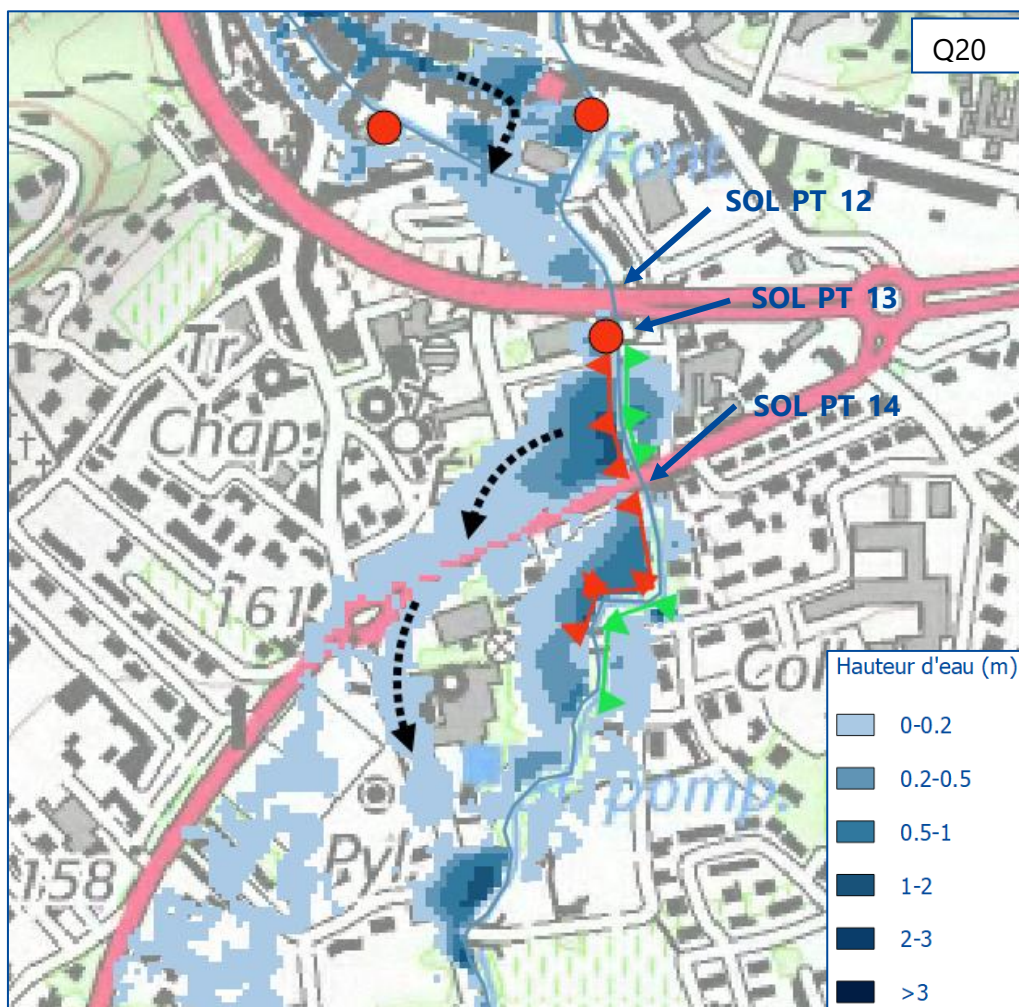 Q20
Font.
SOL PT 12
SOL PT 13
Tr
Chap.
SOL PT 14
161
Col
Hauteur d'eau (m)
0-0.2
0.2-0.5
pomp.
0.5-1
Pyl.
158
1-2
2-3
>3